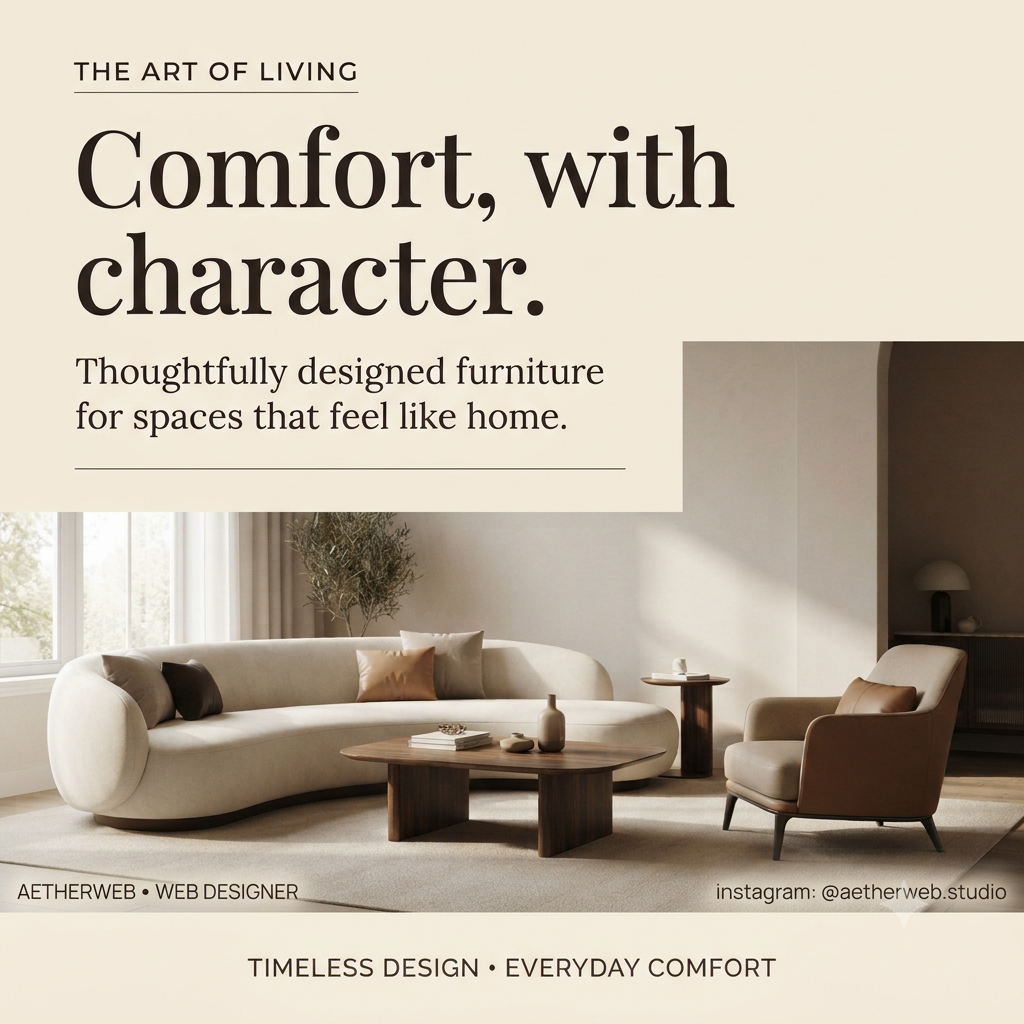 THE ART OF LIVING
Comfort, with
character.
Thoughtfully designed furniture
for spaces that feel like home.
AETHERWEB • WEB DESIGNER
instagram: @aetherweb.studio
TIMELESS DESIGN • EVERYDAY COMFORT